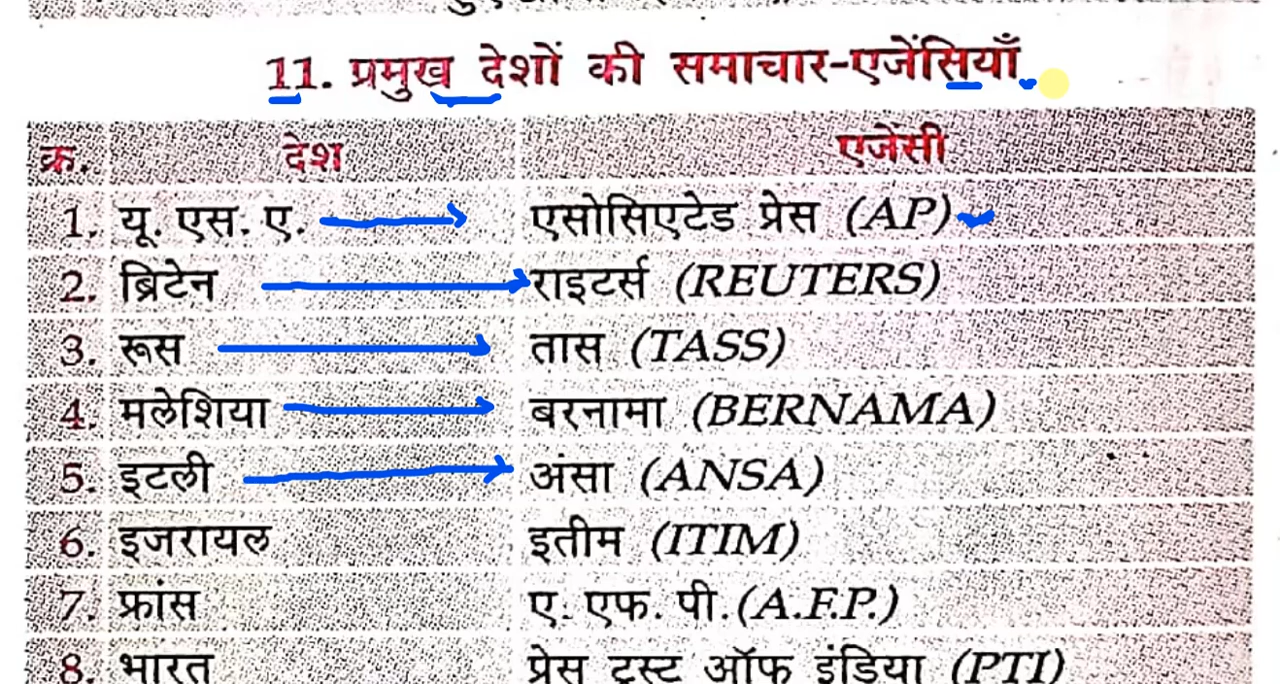 11. प्रमुख देशों की समाचार-एजेंसियाँ
क्र. देश एजेंसी
1. यू. एस. ए. एसोसिएटेड प्रेस (AP)
2. ब्रिटेन राइटर्स (REUTERS)
3. रूस तास (TASS)
4. मलेशिया बरनामा (BERNAMA)
5. इटली अंसा (ANSA)
6. इजरायल इतीम (ITIM)
7. फ्रांस ए. एफ. पी. (A.F.P.)
8. भारत प्रेस ट्रस्ट ऑफ इंडिया (PTI)